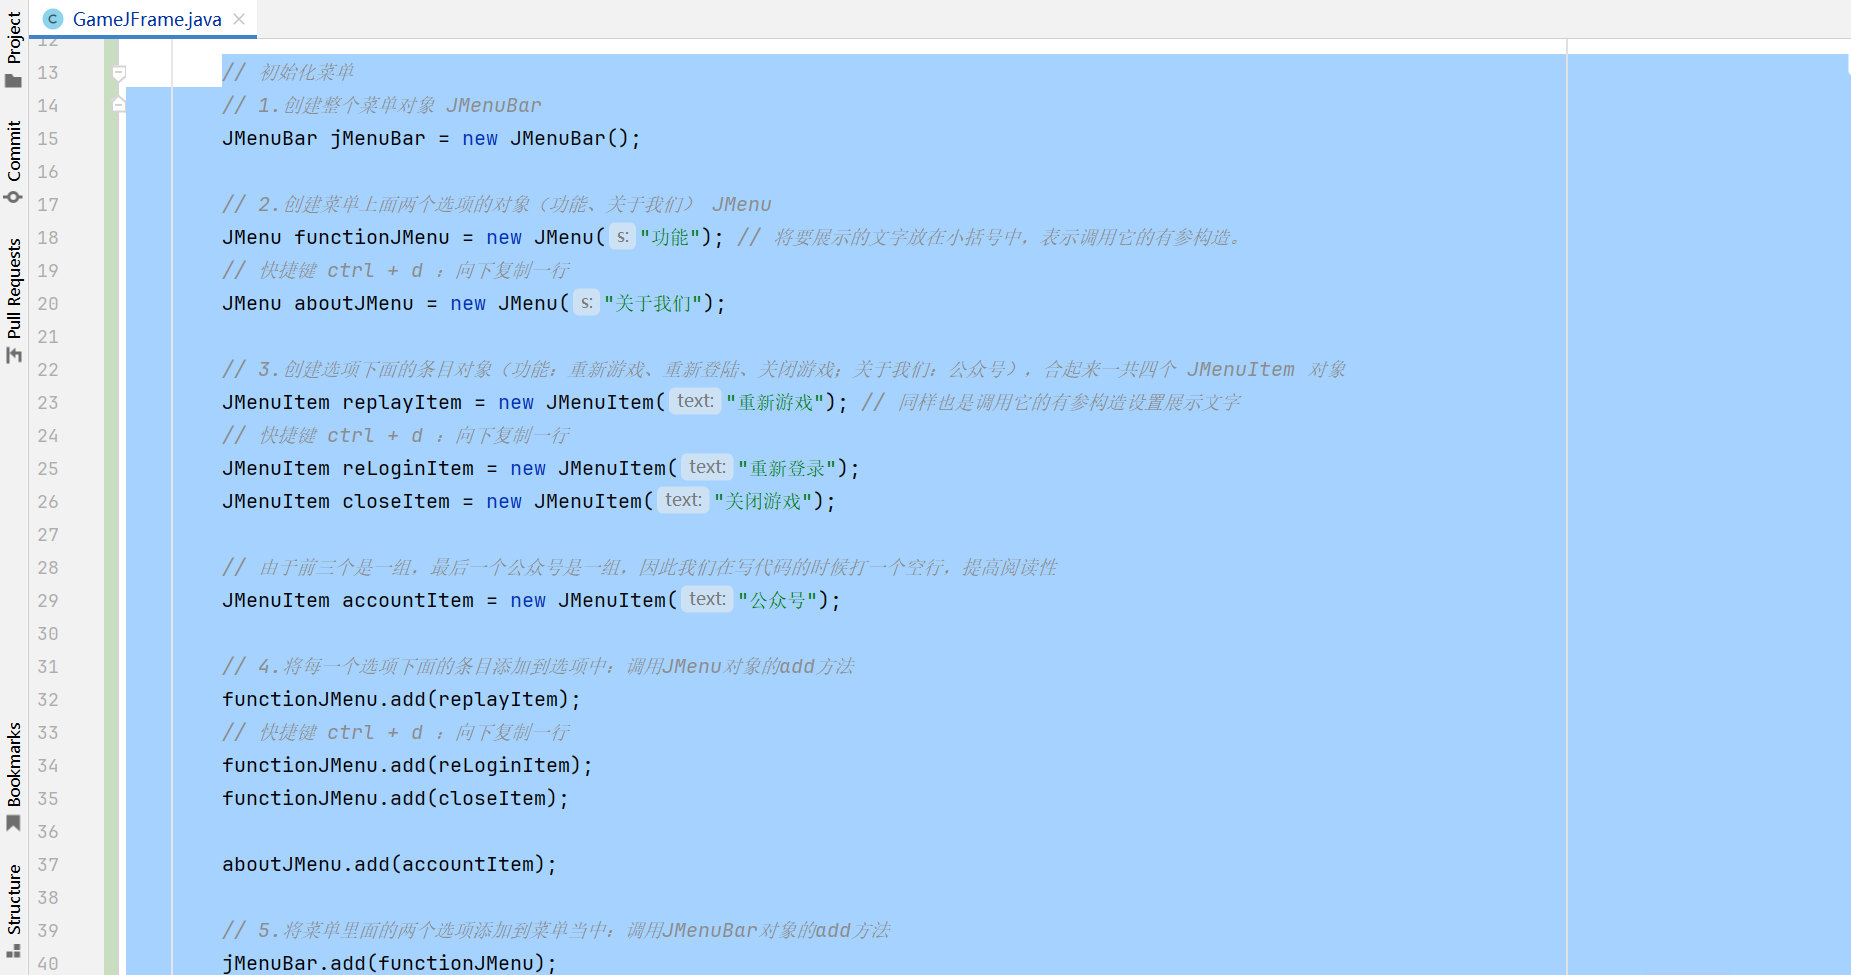 GameJFrame.java
Project
Commit
Pull Requests
Bookmarks
Structure
12
13 // 初始化菜单
14 // 1.创建整个菜单对象 JMenuBar
15 JMenuBar jMenuBar = new JMenuBar();
16
17 // 2.创建菜单上面两个选项的对象（功能、关于我们） JMenu
18 JMenu functionJMenu = new JMenu( s: "功能"); // 将要展示的文字放在小括号中，表示调用它的有参构造。
19 // 快捷键 ctrl + d ：向下复制一行
20 JMenu aboutJMenu = new JMenu( s: "关于我们");
21
22 // 3.创建选项下面的条目对象（功能：重新游戏、重新登陆、关闭游戏；关于我们：公众号），合起来一共四个 JMenuItem 对象
23 JMenuItem replayItem = new JMenuItem( text: "重新游戏"); // 同样也是调用它的有参构造设置展示文字
24 // 快捷键 ctrl + d ：向下复制一行
25 JMenuItem reLoginItem = new JMenuItem( text: "重新登录");
26 JMenuItem closeItem = new JMenuItem( text: "关闭游戏");
27
28 // 由于前三个是一组，最后一个公众号是一组，因此我们在写代码的时候打一个空行，提高阅读性
29 JMenuItem accountItem = new JMenuItem( text: "公众号");
30
31 // 4.将每一个选项下面的条目添加到选项中：调用JMenu对象的add方法
32 functionJMenu.add(replayItem);
33 // 快捷键 ctrl + d ：向下复制一行
34 functionJMenu.add(reLoginItem);
35 functionJMenu.add(closeItem);
36
37 aboutJMenu.add(accountItem);
38
39 // 5.将菜单里面的两个选项添加到菜单当中：调用JMenuBar对象的add方法
40 jMenuBar.add(functionJMenu);